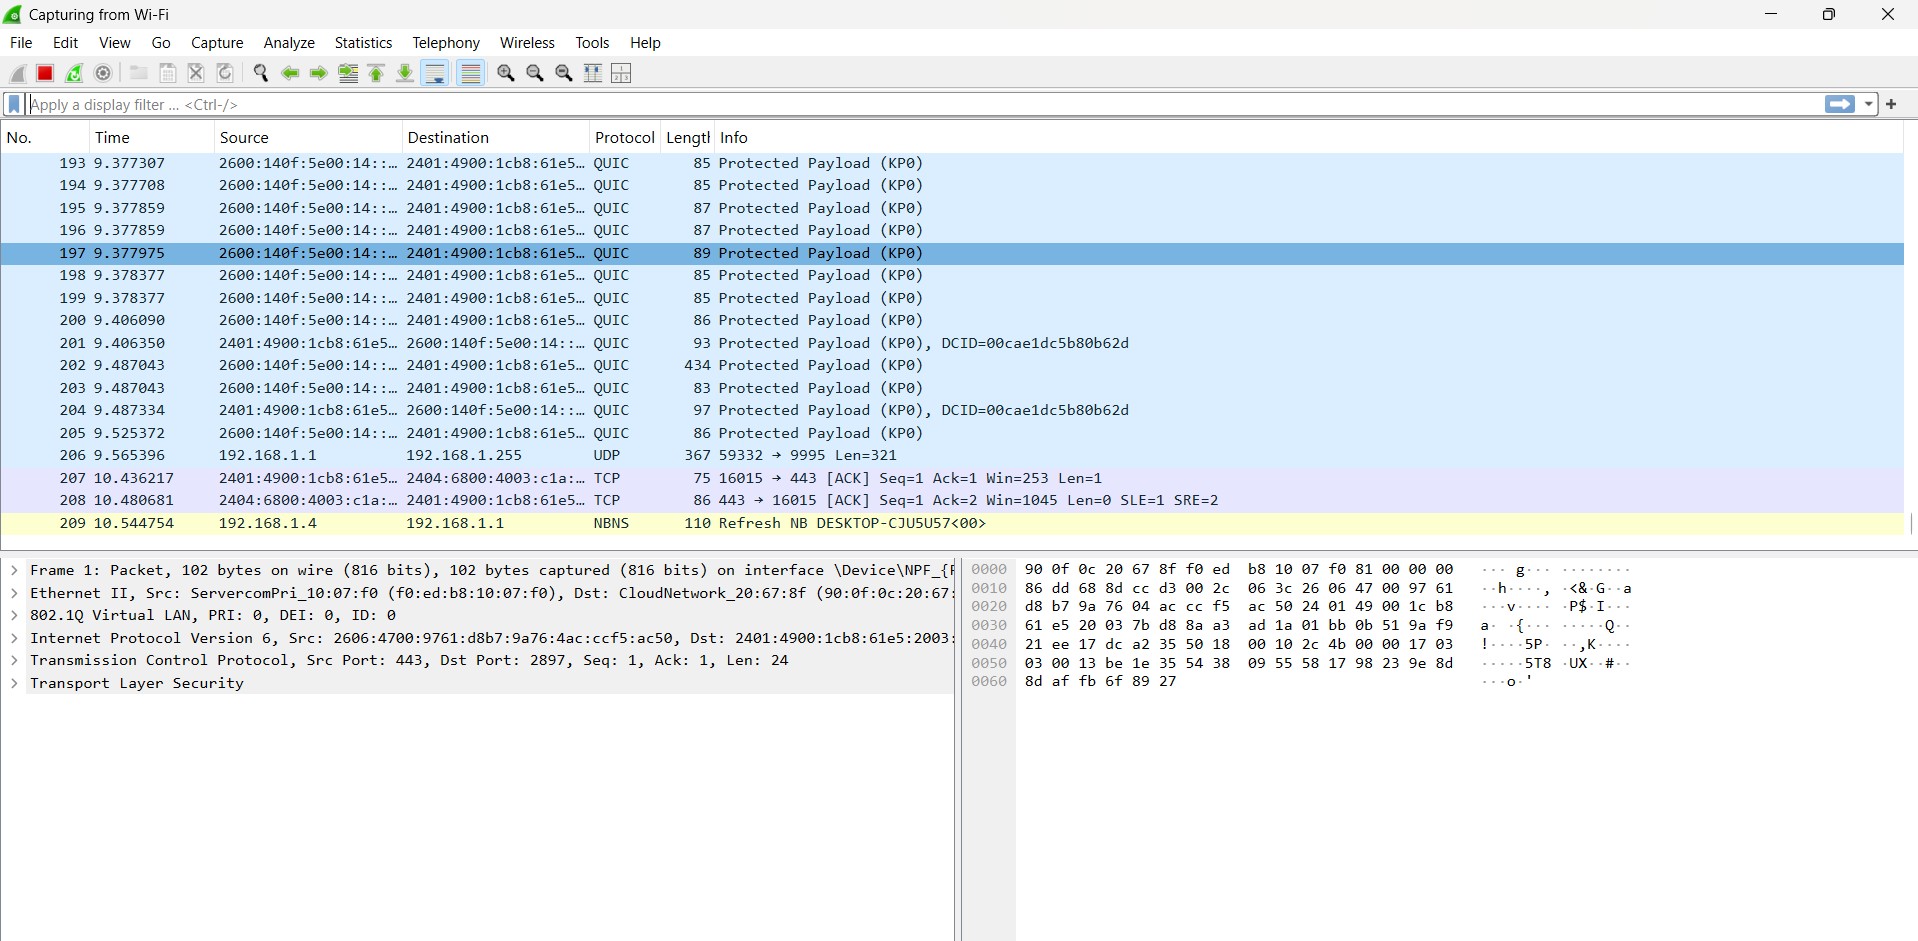 Capturing from Wi-Fi
File Edit View Go Capture Analyze Statistics Telephony Wireless Tools Help
Apply a display filter ... <Ctrl-/>
No. Time Source Destination Protocol Length Info
193 9.377307 2600:140f:5e00:14::… 2401:4900:1cb8:61e5… QUIC 85 Protected Payload (KP0)
194 9.377708 2600:140f:5e00:14::… 2401:4900:1cb8:61e5… QUIC 85 Protected Payload (KP0)
195 9.377859 2600:140f:5e00:14::… 2401:4900:1cb8:61e5… QUIC 87 Protected Payload (KP0)
196 9.377859 2600:140f:5e00:14::… 2401:4900:1cb8:61e5… QUIC 87 Protected Payload (KP0)
197 9.377975 2600:140f:5e00:14::… 2401:4900:1cb8:61e5… QUIC 89 Protected Payload (KP0)
198 9.378377 2600:140f:5e00:14::… 2401:4900:1cb8:61e5… QUIC 85 Protected Payload (KP0)
199 9.378377 2600:140f:5e00:14::… 2401:4900:1cb8:61e5… QUIC 85 Protected Payload (KP0)
200 9.406090 2600:140f:5e00:14::… 2401:4900:1cb8:61e5… QUIC 86 Protected Payload (KP0)
201 9.406350 2401:4900:1cb8:61e5… 2600:140f:5e00:14::… QUIC 93 Protected Payload (KP0), DCID=00cae1dc5b80b62d
202 9.487043 2600:140f:5e00:14::… 2401:4900:1cb8:61e5… QUIC 434 Protected Payload (KP0)
203 9.487043 2600:140f:5e00:14::… 2401:4900:1cb8:61e5… QUIC 83 Protected Payload (KP0)
204 9.487334 2401:4900:1cb8:61e5… 2600:140f:5e00:14::… QUIC 97 Protected Payload (KP0), DCID=00cae1dc5b80b62d
205 9.525372 2600:140f:5e00:14::… 2401:4900:1cb8:61e5… QUIC 86 Protected Payload (KP0)
206 9.565396 192.168.1.1 192.168.1.255 UDP 367 59332 → 9995 Len=321
207 10.436217 2401:4900:1cb8:61e5… 2404:6800:4003:c1a:… TCP 75 16015 → 443 [ACK] Seq=1 Ack=1 Win=253 Len=1
208 10.480681 2404:6800:4003:c1a:… 2401:4900:1cb8:61e5… TCP 86 443 → 16015 [ACK] Seq=1 Ack=2 Win=1045 Len=0 SLE=1 SRE=2
209 10.544754 192.168.1.4 192.168.1.1 NBNS 110 Refresh NB DESKTOP-CJU5U57<00>
Frame 1: Packet, 102 bytes on wire (816 bits), 102 bytes captured (816 bits) on interface \Device\NPF_{F
Ethernet II, Src: ServercomPri_10:07:f0 (f0:ed:b8:10:07:f0), Dst: CloudNetwork_20:67:8f (90:0f:0c:20:67:
802.1Q Virtual LAN, PRI: 0, DEI: 0, ID: 0
Internet Protocol Version 6, Src: 2606:4700:9761:d8b7:9a76:4ac:ccf5:ac50, Dst: 2401:4900:1cb8:61e5:2003:
Transmission Control Protocol, Src Port: 443, Dst Port: 2897, Seq: 1, Ack: 1, Len: 24
Transport Layer Security
0000 90 0f 0c 20 67 8f f0 ed b8 10 07 f0 81 00 00 00 ··· g··· ········
0010 86 dd 68 8d cc d3 00 2c 06 3c 26 06 47 00 97 61 ··h····, ·<&·G··a
0020 d8 b7 9a 76 04 ac cc f5 ac 50 24 01 49 00 1c b8 ···v···· ·P$·I···
0030 61 e5 20 03 7b d8 8a a3 ad 1a 01 bb 0b 51 9a f9 a· ·{··· ·····Q··
0040 21 ee 17 dc a2 35 50 18 00 10 2c 4b 00 00 17 03 !····5P· ··,K····
0050 03 00 13 be 1e 35 54 38 09 55 58 17 98 23 9e 8d ·····5T8 ·UX··#··
0060 8d af fb 6f 89 27 ···o·'